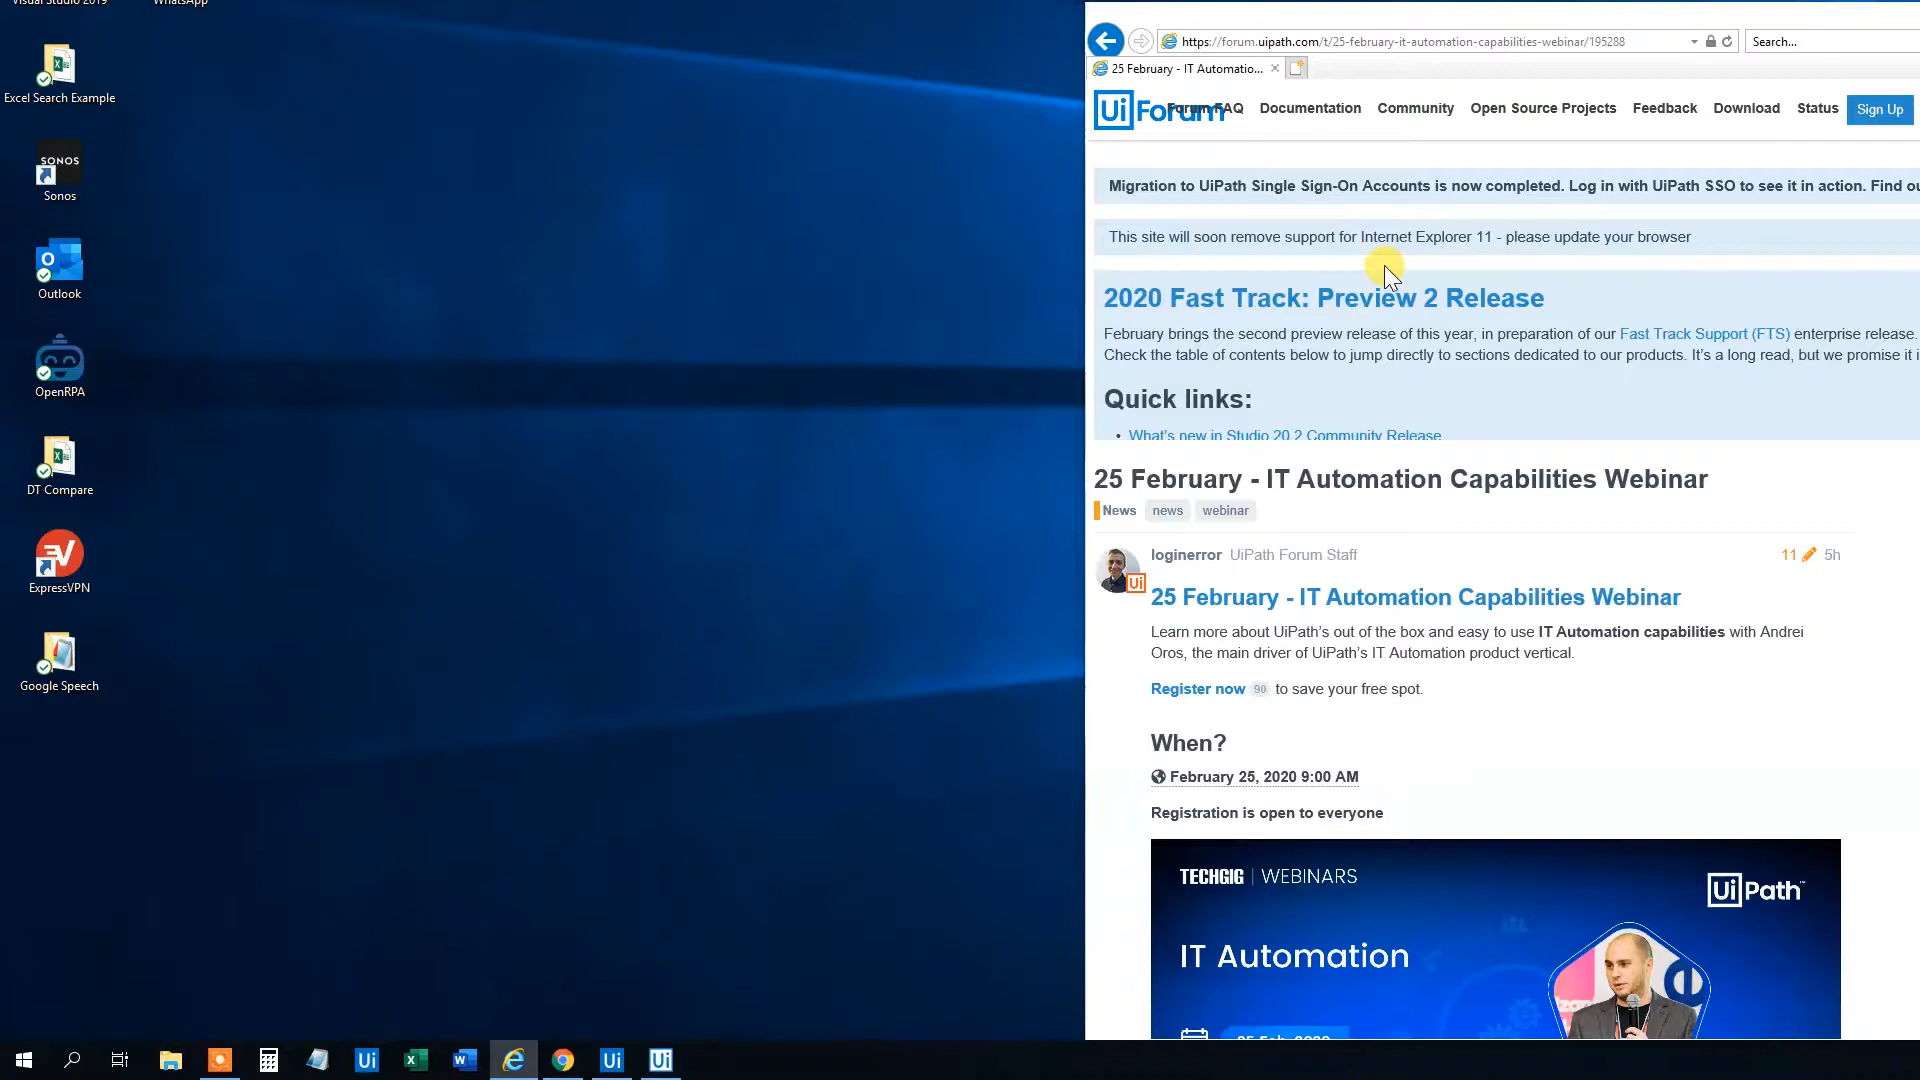 Visual Studio 2019
WhatsApp
Excel Search Example
SONOS
Sonos
Outlook
OpenRPA
DT Compare
ExpressVPN
Google Speech
https://forum.uipath.com/t/25-february-it-automation-capabilities-webinar/195288
Search...
25 February - IT Automatio...
UiForum
Forum FAQ
Documentation
Community
Open Source Projects
Feedback
Download
Status
Sign Up
Migration to UiPath Single Sign-On Accounts is now completed. Log in with UiPath SSO to see it in action. Find ou
This site will soon remove support for Internet Explorer 11 - please update your browser
2020 Fast Track: Preview 2 Release
February brings the second preview release of this year, in preparation of our Fast Track Support (FTS) enterprise release.
Check the table of contents below to jump directly to sections dedicated to our products. It’s a long read, but we promise it i
Quick links:
• What’s new in Studio 20.2 Community Release
25 February - IT Automation Capabilities Webinar
News news webinar
loginerror UiPath Forum Staff
11 5h
25 February - IT Automation Capabilities Webinar
Learn more about UiPath’s out of the box and easy to use IT Automation capabilities with Andrei
Oros, the main driver of UiPath’s IT Automation product vertical.
Register now 90 to save your free spot.
When?
February 25, 2020 9:00 AM
Registration is open to everyone
TECHGIG | WEBINARS
UiPath™
IT Automation
25 Feb, 2020